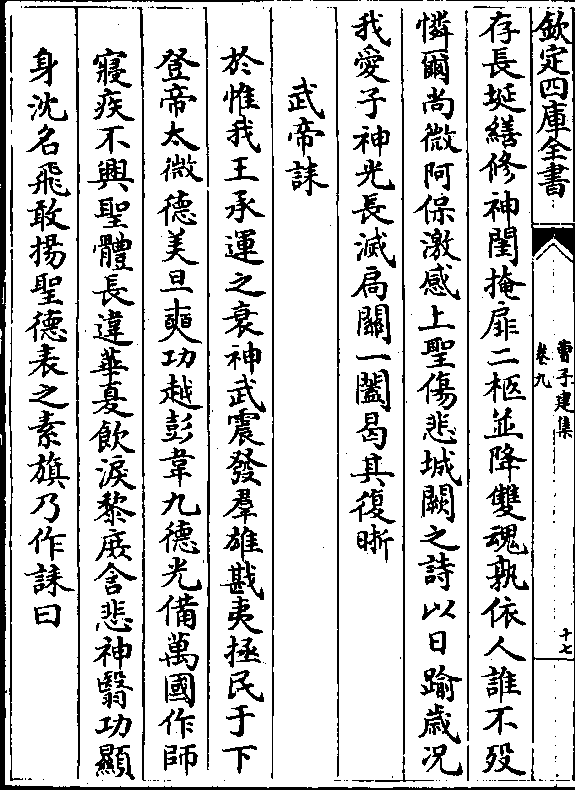 欽定四庫全書
曹子建集
卷九
十七
存長埏繕修神閨掩扉二柩並降雙魂孰依人誰不歿
憐爾尚微阿保激感上聖傷悲城闕之詩以日踰歲况
我愛子神光長滅扃關一闔曷其復晣
武帝誄
於惟我王承運之衰神武震發羣雄戡夷拯民于下
登帝太微德美旦奭功越彭韋九德光備萬國作師
寢疾不興聖體長違華夏飲淚黎庻含悲神翳功顯
身沈名飛敢揚聖德表之素旗乃作誄曰